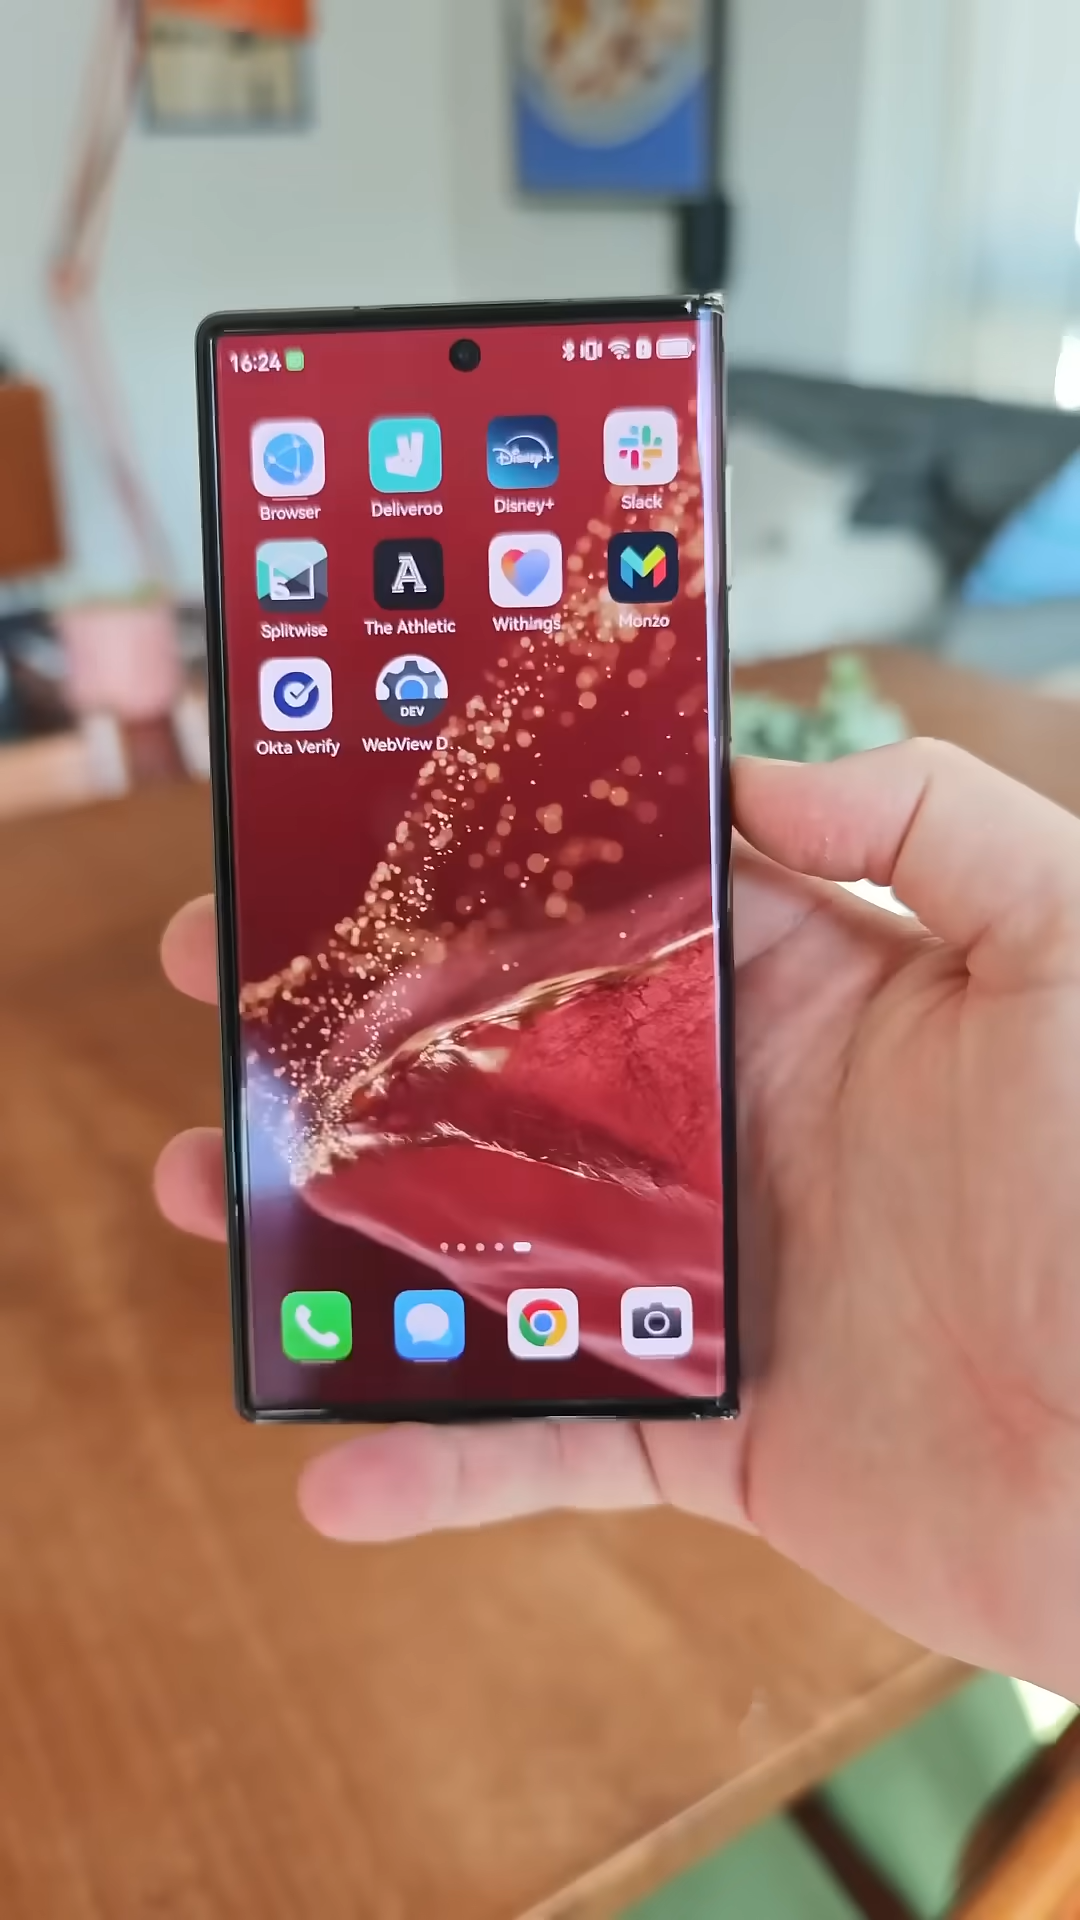 16:24
Browser Deliveroo Disney+ Slack
Splitwise The Athletic Withings Monzo
DEV
Okta Verify WebView D...